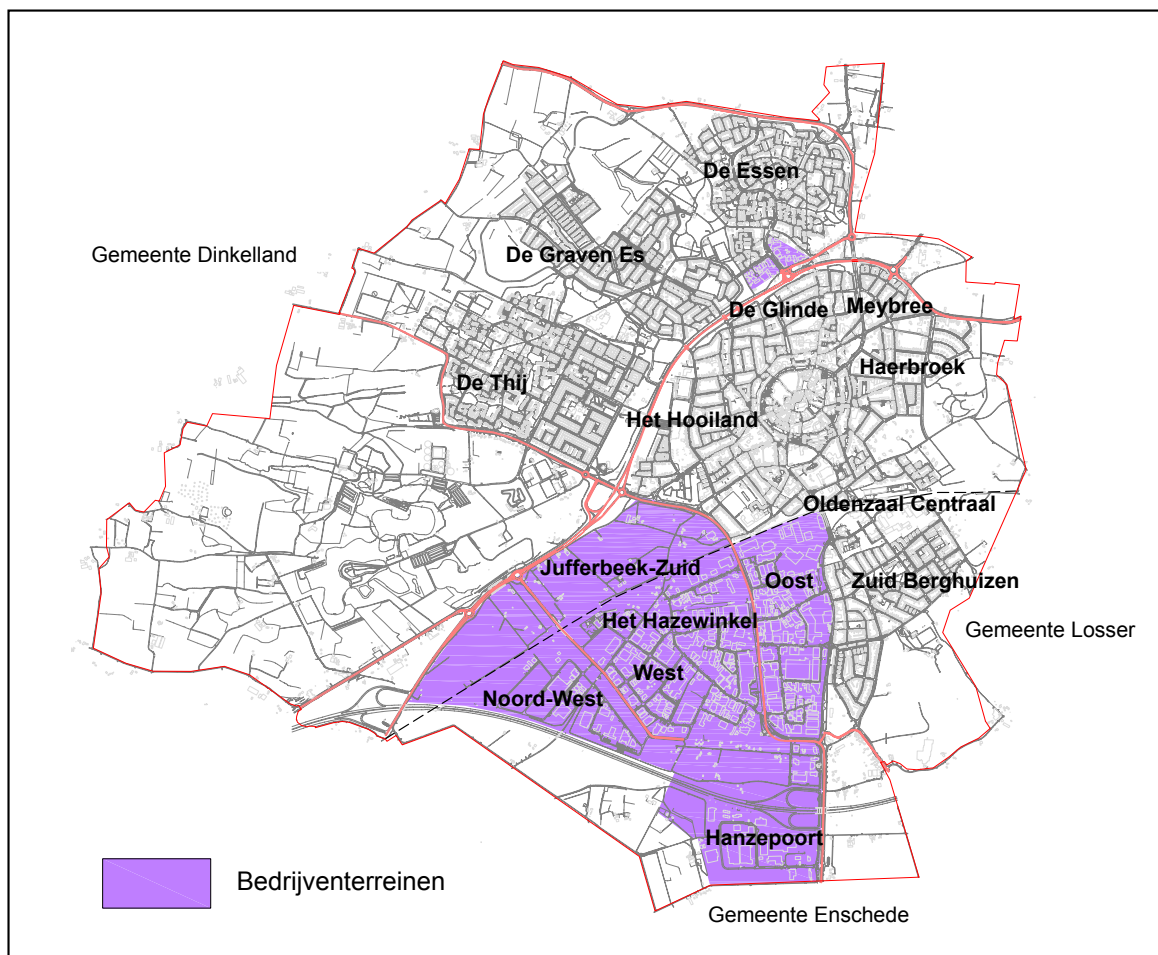 De Essen
Gemeente Dinkelland
De Graven Es
De Glinde
Meybree
Haerbroek
De Thij
Het Hooiland
Oldenzaal Centraal
Jufferbeek-Zuid
Oost
Zuid Berghuizen
Het Hazewinkel
Gemeente Losser
West
Noord-West
Hanzepoort
Bedrijventerreinen
Gemeente Enschede